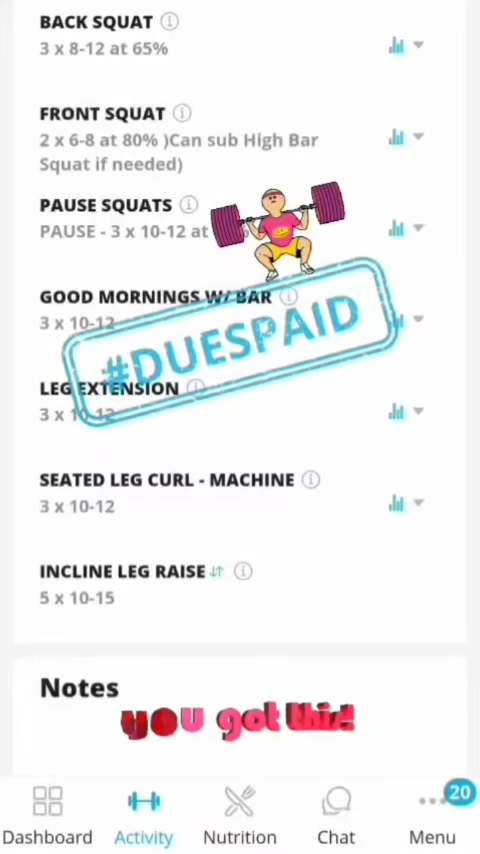 BACK SQUAT
3 x 8-12 at 65%
FRONT SQUAT
2 x 6-8 at 80% )Can sub High Bar
Squat if needed)
PAUSE SQUATS
PAUSE - 3 x 10-12 at
GOOD MORNINGS W/ BAR
3 x 10-12
#DUESPAID
LEG EXTENSION
3 x 10-12
SEATED LEG CURL - MACHINE
3 x 10-12
INCLINE LEG RAISE
5 x 10-15
Notes
you got this!
20
Dashboard Activity Nutrition Chat Menu